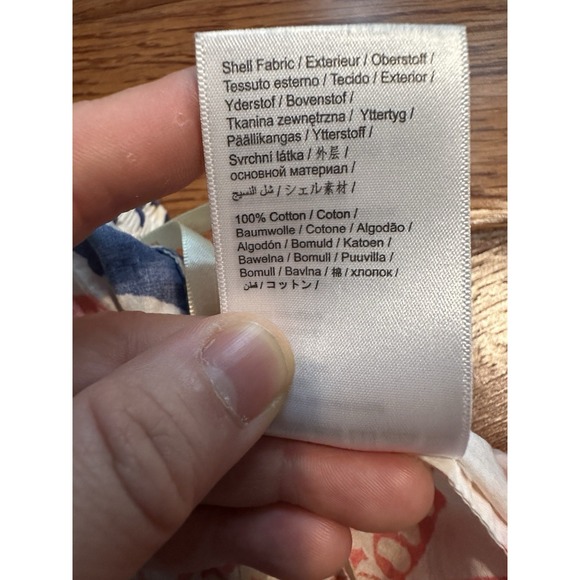 Shell Fabric / Exterieur / Oberstoff /
Tessuto esterno / Tecido / Exterior /
Yderstof / Bovenstof /
Tkanina zewnętrzna / Yttertyg /
Päällikangas / Ytterstoff /
Svrchní látka / 外层 /
основной материал /
شل النسيج / シェル素材 /
100% Cotton / Coton /
Baumwolle / Cotone / Algodão /
Algodón / Bomuld / Katoen /
Bawełna / Bomull / Puuvilla /
Bomull / Bavlna / 棉 / хлопок /
قطن / コットン /